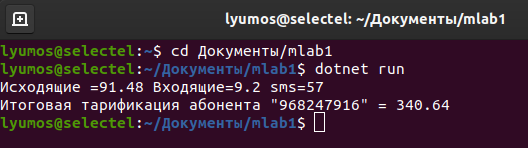 lyumos@selectel: ~/Документы/mlab1
lyumos@selectel:~$ cd Документы/mlab1
lyumos@selectel:~/Документы/mlab1$ dotnet run
Исходящие =91.48 Входящие=9.2 sms=57
Итоговая тарификация абонента "968247916" = 340.64
lyumos@selectel:~/Документы/mlab1$